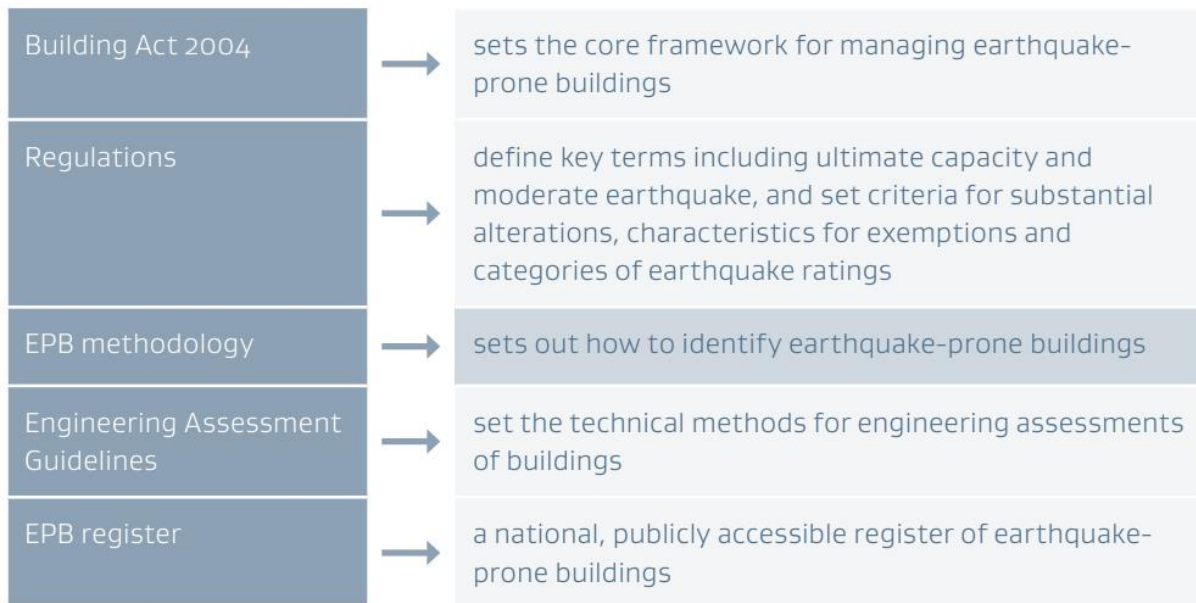 Building Act 2004
sets the core framework for managing earthquake-
prone buildings
Regulations
define key terms including ultimate capacity and
moderate earthquake, and set criteria for substantial
alterations, characteristics for exemptions and
categories of earthquake ratings
EPB methodology
sets out how to identify earthquake-prone buildings
Engineering Assessment
Guidelines
set the technical methods for engineering assessments
of buildings
EPB register
a national, publicly accessible register of earthquake-
prone buildings